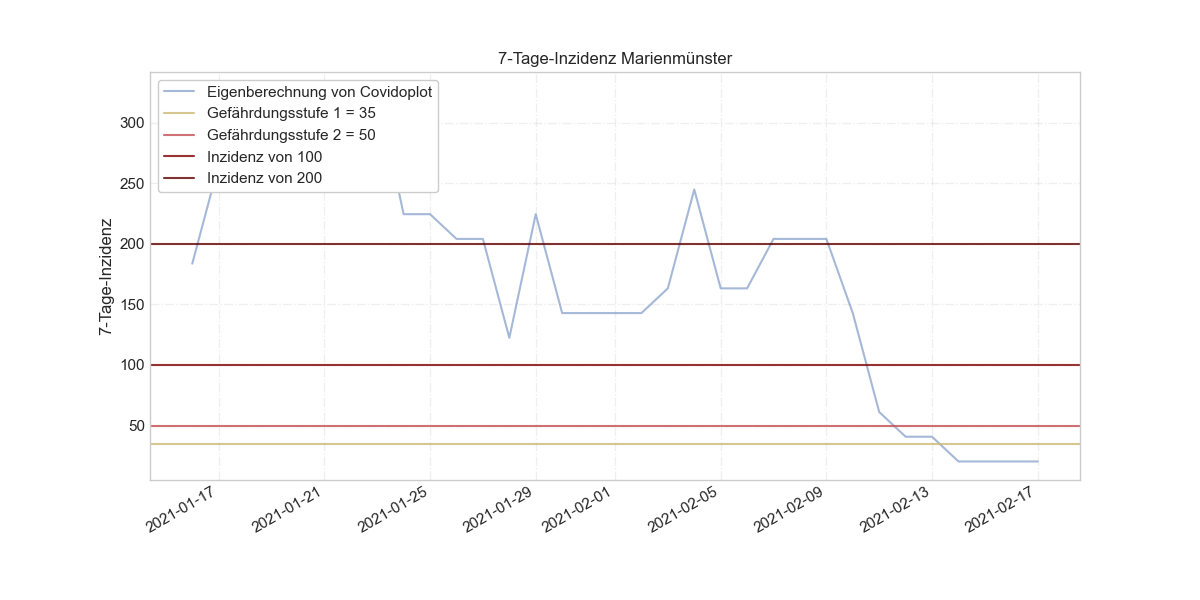 7-Tage-Inzidenz Marienmünster
Eigenberechnung von Covidoplot
Gefährdungsstufe 1 = 35
Gefährdungsstufe 2 = 50
Inzidenz von 100
Inzidenz von 200
7-Tage-Inzidenz
300
250
200
150
100
50
2021-01-17
2021-01-21
2021-01-25
2021-01-29
2021-02-01
2021-02-05
2021-02-09
2021-02-13
2021-02-17